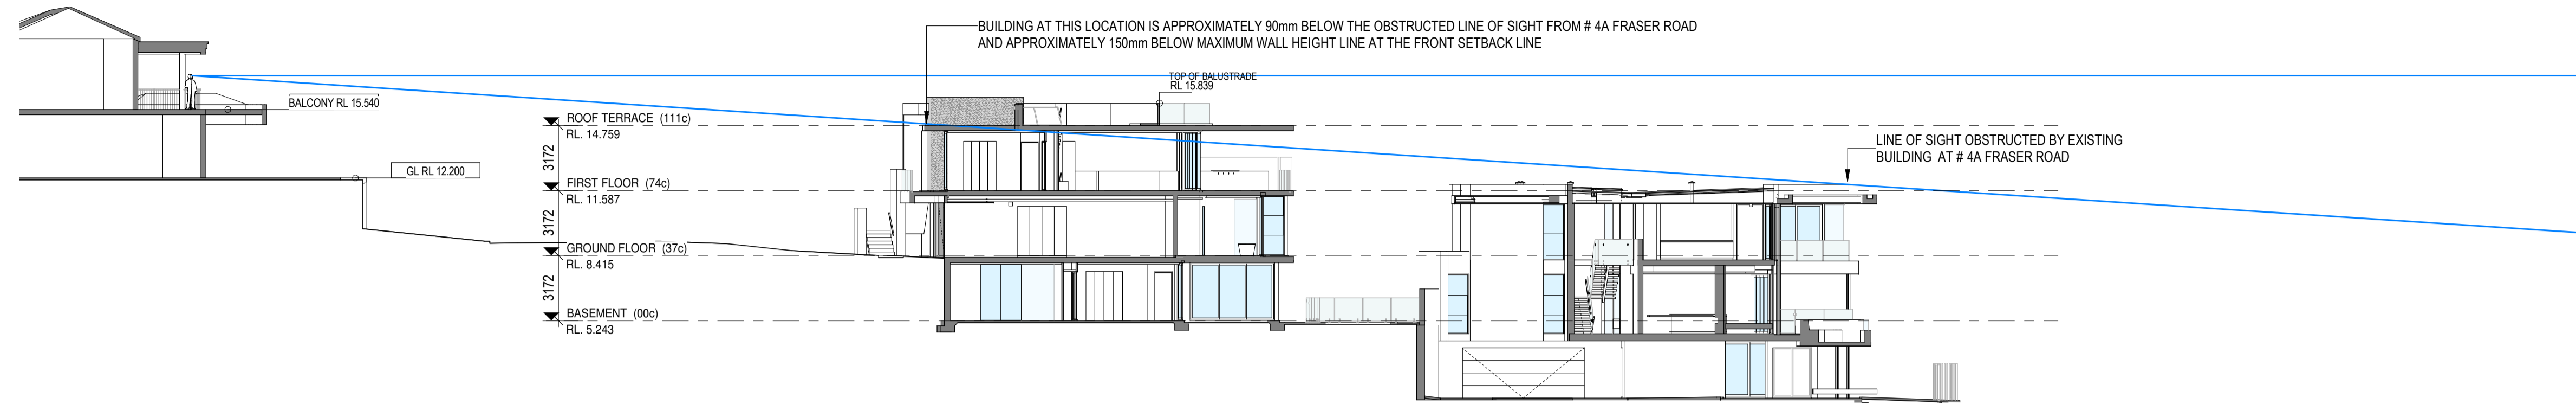 BUILDING AT THIS LOCATION IS APPROXIMATELY 90mm BELOW THE OBSTRUCTED LINE OF SIGHT FROM # 4A FRASER ROAD
AND APPROXIMATELY 150mm BELOW MAXIMUM WALL HEIGHT LINE AT THE FRONT SETBACK LINE
TOP OF BALUSTRADE
RL 15.839
BALCONY RL 15.540
ROOF TERRACE (111c)
RL. 14.759
3172
LINE OF SIGHT OBSTRUCTED BY EXISTING
BUILDING AT # 4A FRASER ROAD
GL RL 12.200
FIRST FLOOR (74c)
RL. 11.587
3172
GROUND FLOOR (37c)
RL. 8.415
3172
BASEMENT (00c)
RL. 5.243